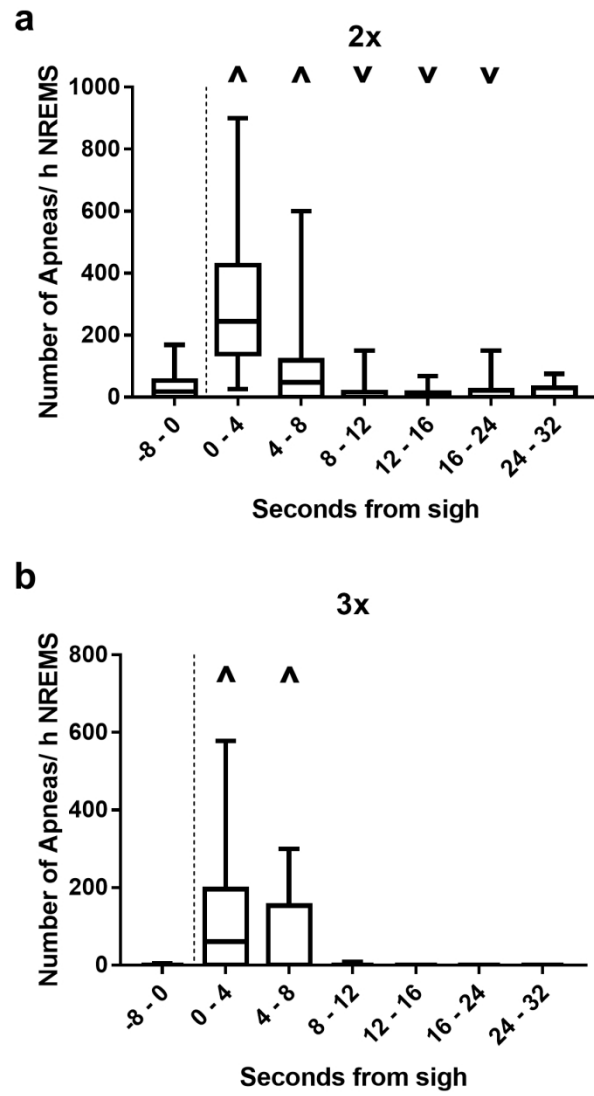 a
2x
^ ^ v v v
Number of Apneas/ h NREMS
1000
800
600
400
200
0
-8 - 0 0 - 4 4 - 8 8 - 12 12 - 16 16 - 24 24 - 32
Seconds from sigh
b
3x
^ ^
Number of Apneas/ h NREMS
800
600
400
200
0
-8 - 0 0 - 4 4 - 8 8 - 12 12 - 16 16 - 24 24 - 32
Seconds from sigh